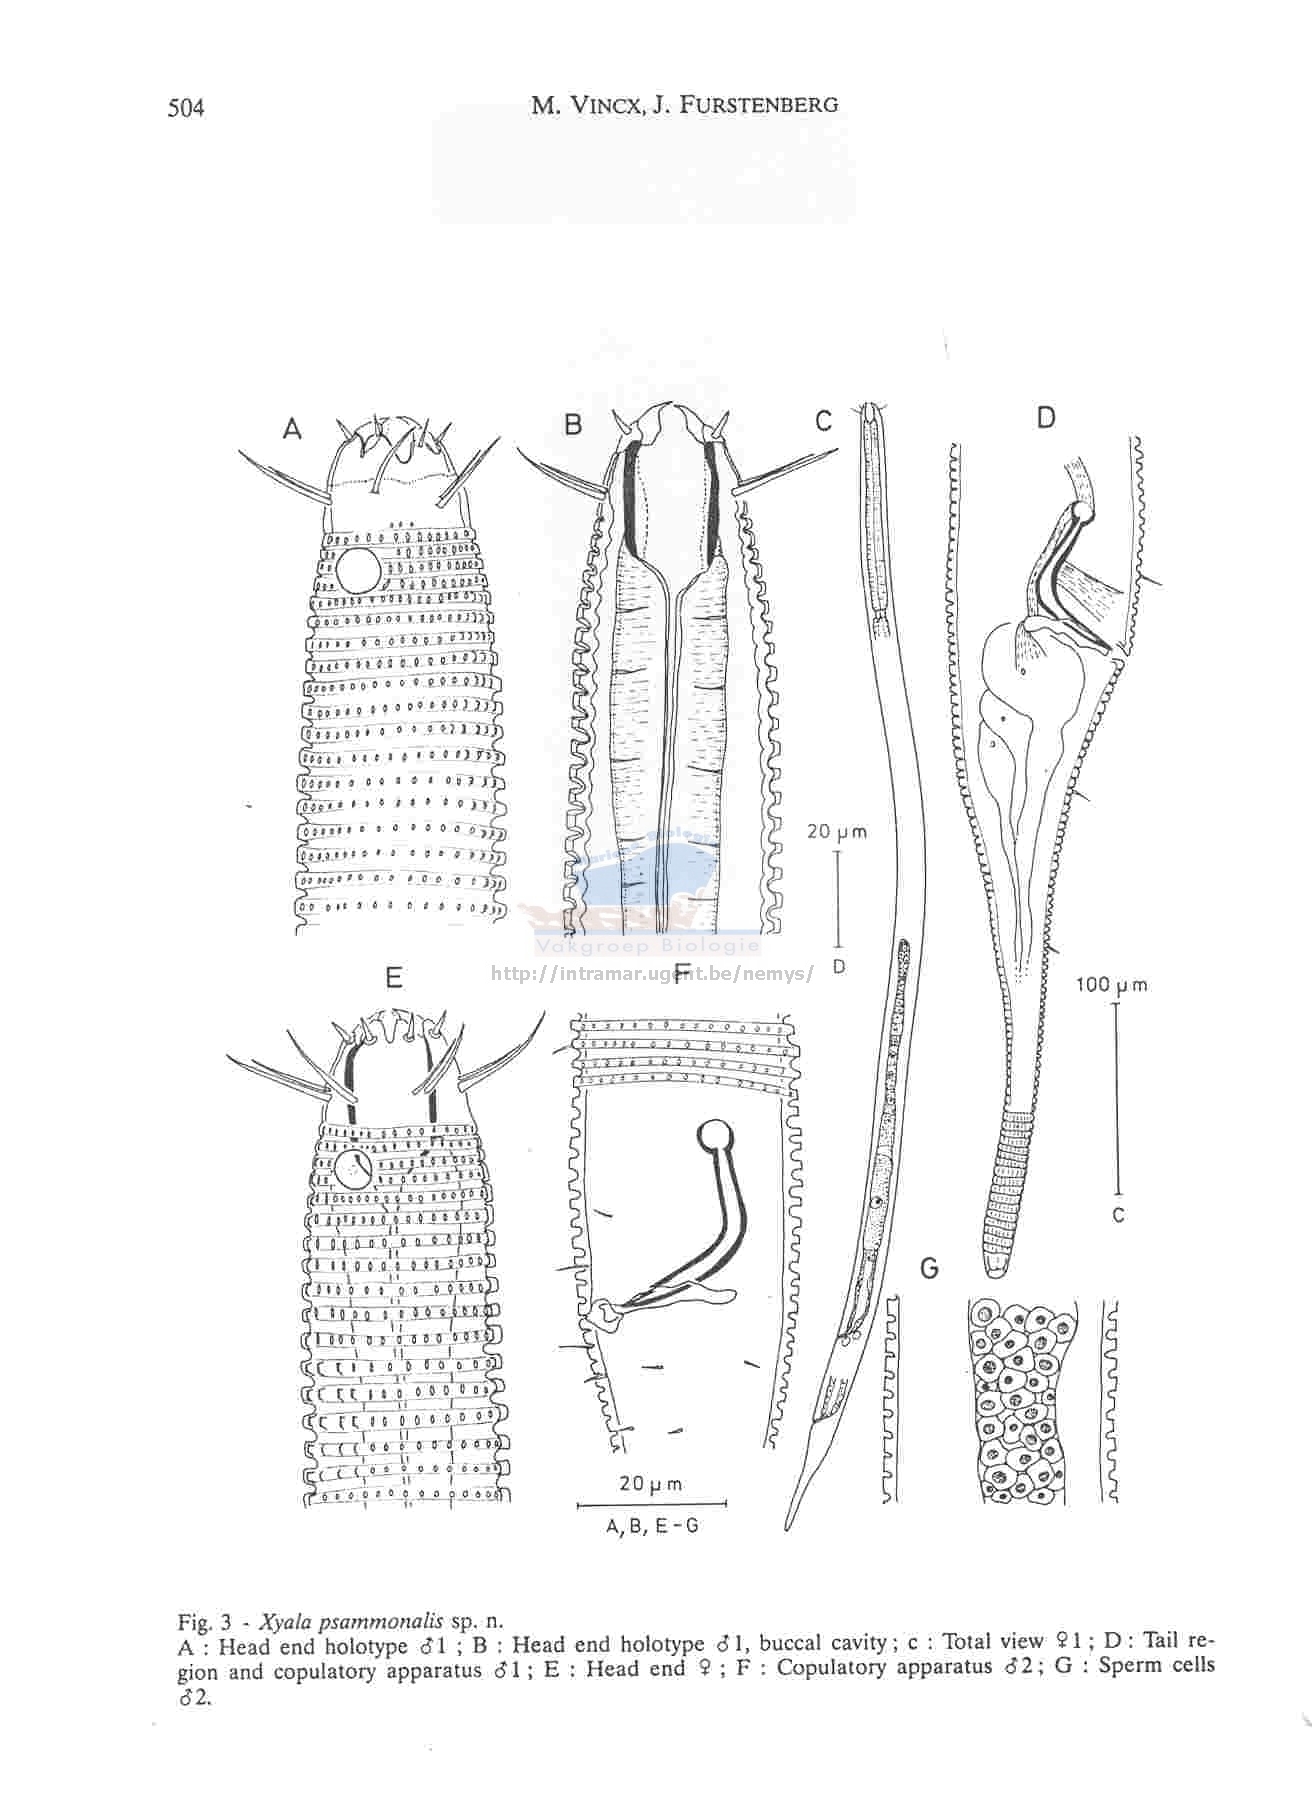 504
M. VINCX, J. FURSTENBERG
A
B
C
D
20 µm
D
Marine Biology
Vakgroep Biologie
http://intramar.ugent.be/nemys/
E
F
100 µm
C
G
20 µm
A, B, E-G
Fig. 3 - Xyala psammonalis sp. n.
A : Head end holotype ♂1 ; B : Head end holotype ♂1, buccal cavity ; c : Total view ♀1 ; D : Tail re-
gion and copulatory apparatus ♂1 ; E : Head end ♀ ; F : Copulatory apparatus ♂2 ; G : Sperm cells
♂2.